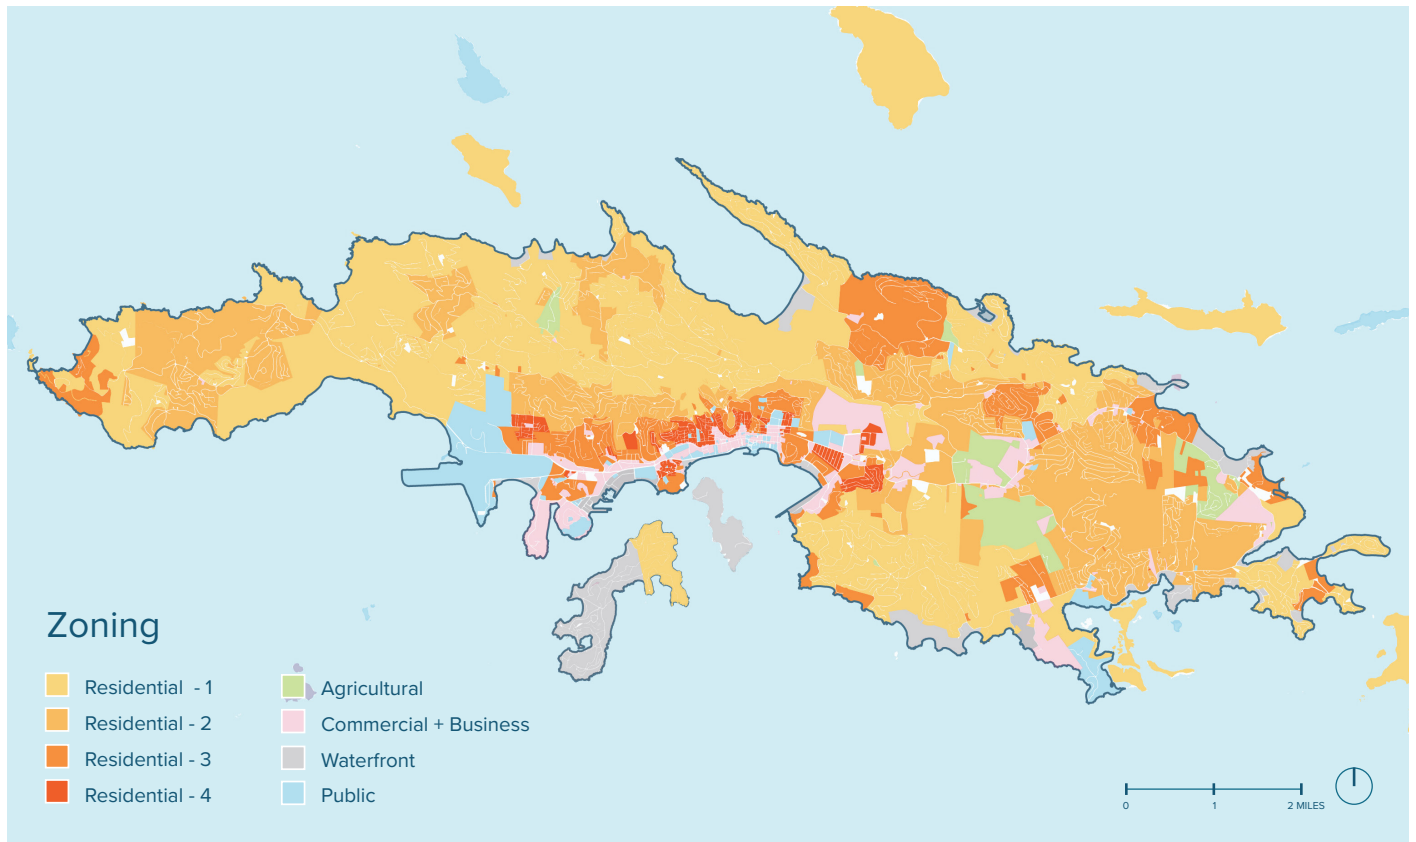 Zoning
Residential - 1
Residential - 2
Residential - 3
Residential - 4
Agricultural
Commercial + Business
Waterfront
Public
0 1 2 MILES